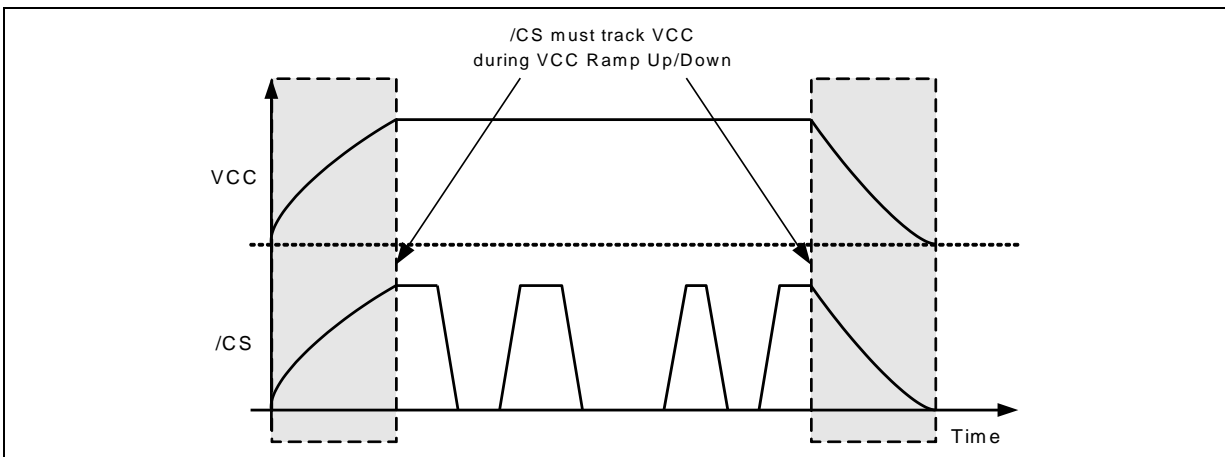 /CS must track VCC
during VCC Ramp Up/Down
VCC
/CS
Time